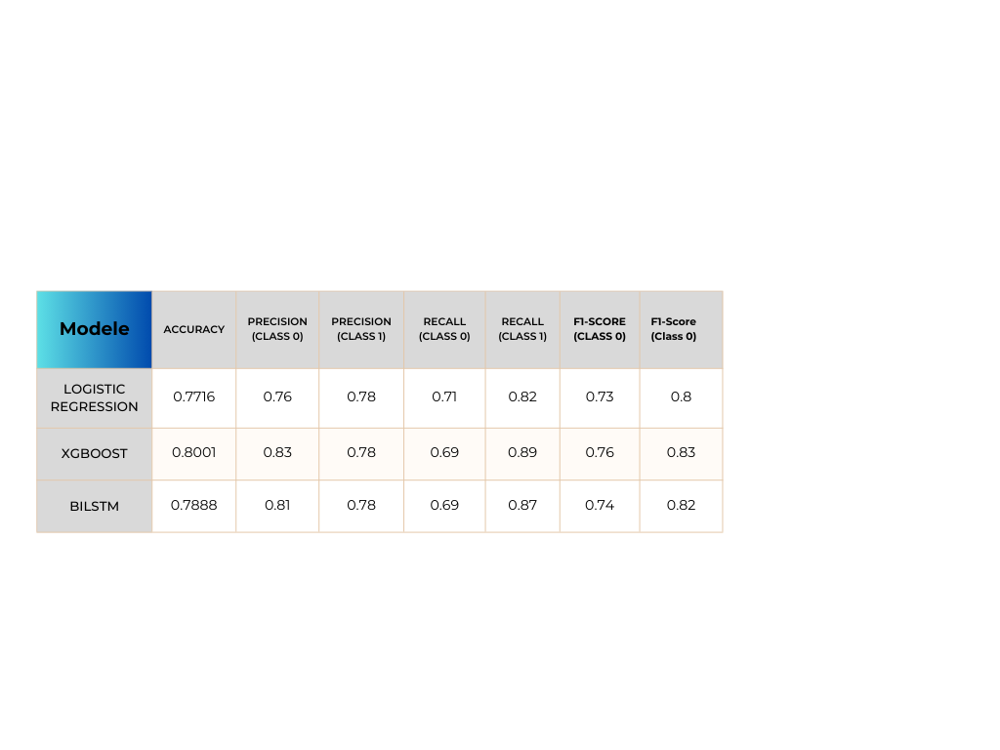 Modele ACCURACY PRECISION (CLASS 0) PRECISION (CLASS 1) RECALL (CLASS 0) RECALL (CLASS 1) F1-SCORE (CLASS 0) F1-Score (Class 0)
LOGISTIC REGRESSION 0.7716 0.76 0.78 0.71 0.82 0.73 0.8
XGBOOST 0.8001 0.83 0.78 0.69 0.89 0.76 0.83
BILSTM 0.7888 0.81 0.78 0.69 0.87 0.74 0.82